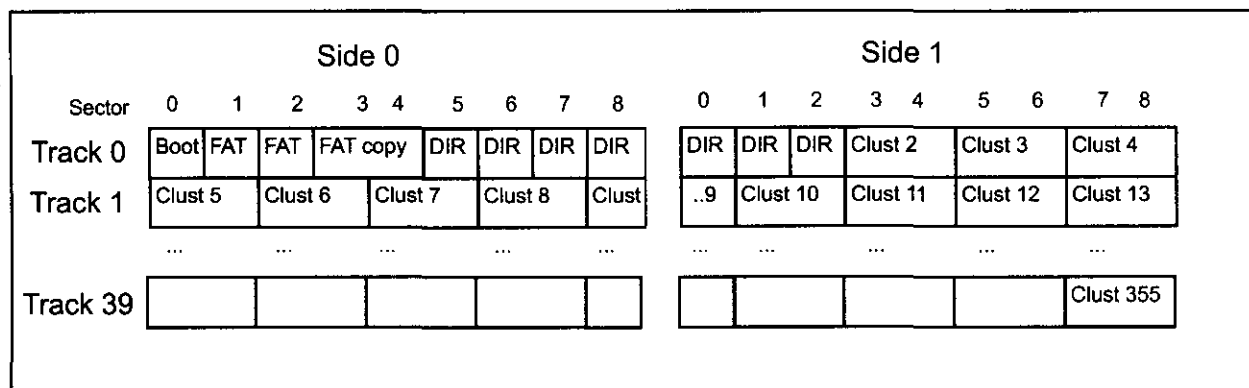 Side 0 Side 1
Sector 0 1 2 3 4 5 6 7 8 0 1 2 3 4 5 6 7 8
Track 0 Boot FAT FAT FAT copy DIR DIR DIR DIR DIR DIR DIR Clust 2 Clust 3 Clust 4
Track 1 Clust 5 Clust 6 Clust 7 Clust 8 Clust ..9 Clust 10 Clust 11 Clust 12 Clust 13
... ... ... ... ... ... ... ... ... ...
Track 39 Clust 355